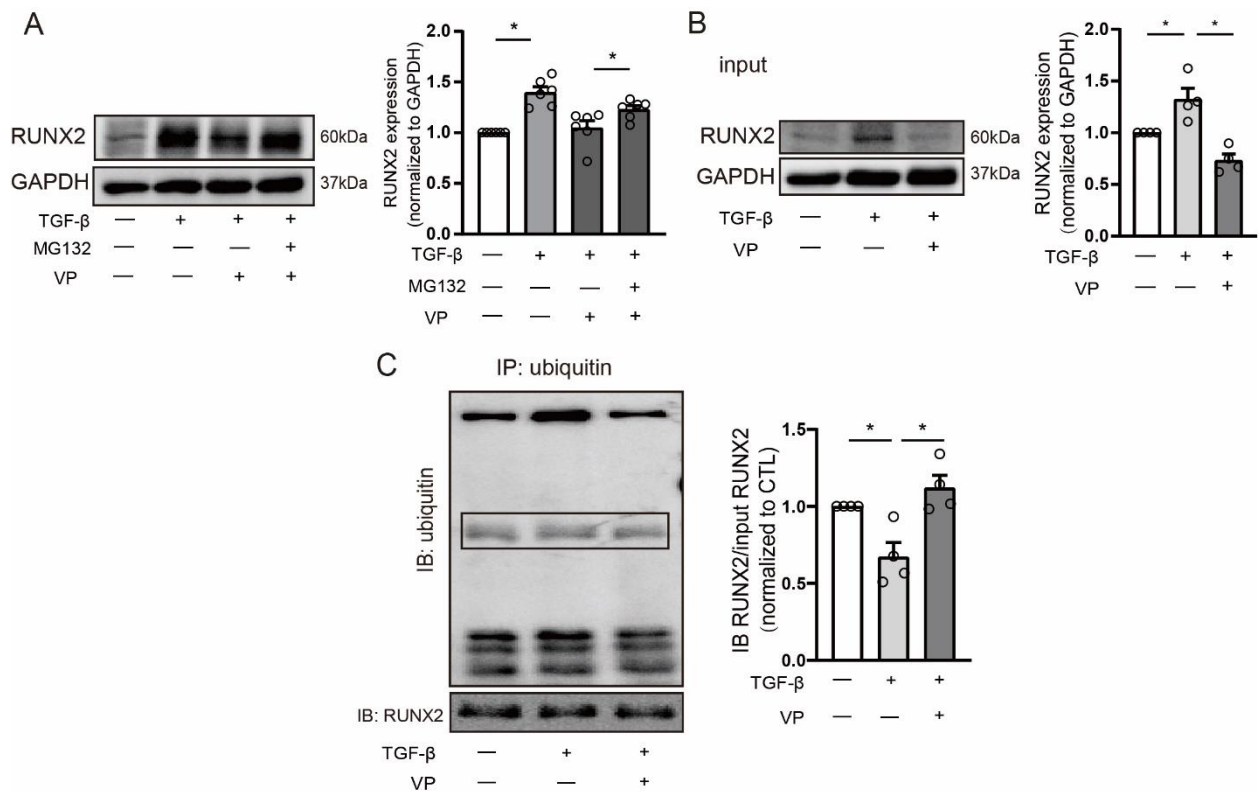 A
RUNX2 60kDa
GAPDH 37kDa
TGF-β — + + +
MG132 — — — +
VP — — + +
RUNX2 expression
(normalized to GAPDH)
2.0
1.5
1.0
0.5
0.0
* *
TGF-β — + + +
MG132 — — — +
VP — — + +
B
input
RUNX2 60kDa
GAPDH 37kDa
TGF-β — + +
VP — — +
RUNX2 expression
(normalized to GAPDH)
2.0
1.5
1.0
0.5
0.0
* *
TGF-β — + +
VP — — +
C
IP: ubiquitin
IB: ubiquitin
IB: RUNX2
TGF-β — + +
VP — — +
IB RUNX2/input RUNX2
(normalized to CTL)
1.5
1.0
0.5
0.0
* *
TGF-β — + +
VP — — +